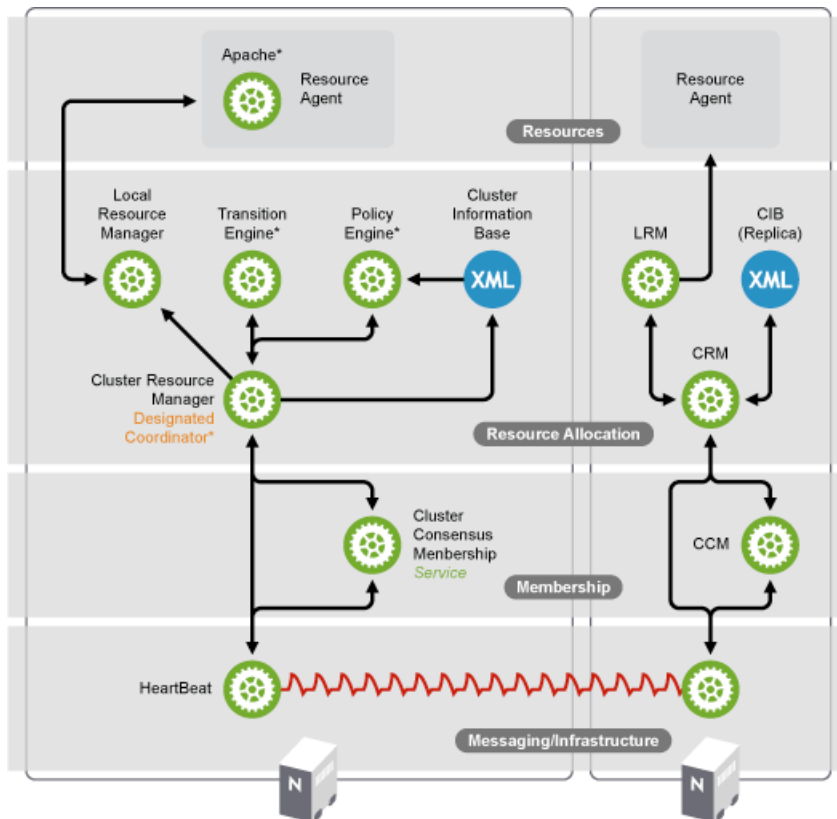 Apache*
Resource
Agent
Resource
Agent
Resources
Local
Resource
Manager
Transition
Engine*
Policy
Engine*
Cluster
Information
Base
XML
LRM
CIB
(Replica)
XML
Cluster Resource
Manager
Designated
Coordinator*
CRM
Resource Allocation
Cluster
Consensus
Menbership
Service
CCM
Membership
HeartBeat
Messaging/Infrastructure
N
N